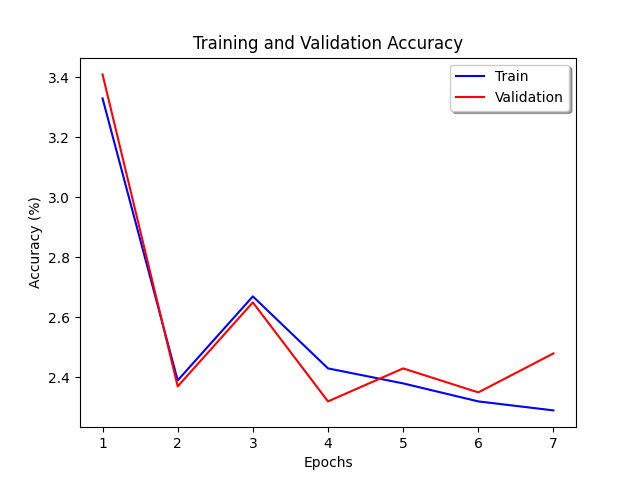 Training and Validation Accuracy
Train
Validation
3.4
3.2
3.0
2.8
2.6
2.4
Accuracy (%)
1 2 3 4 5 6 7
Epochs